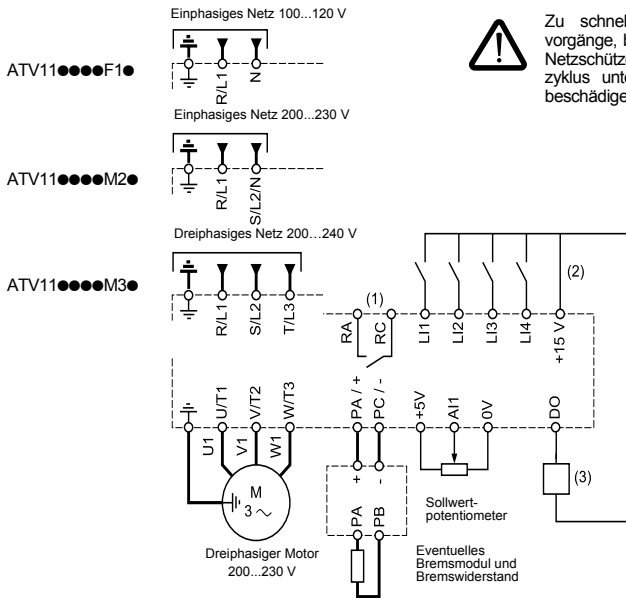 Einphasiges Netz 100...120 V
ATV11●●●●F1●
R/L1
N
Einphasiges Netz 200...230 V
ATV11●●●●M2●
R/L1
S/L2/N
Dreiphasiges Netz 200...240 V
ATV11●●●●M3●
R/L1
S/L2
T/L3
Zu schnel
vorgänge, b
Netzschütze
zyklus unte
beschädige
(1)
RA
RC
LI1
LI2
LI3
LI4
+15 V
(2)
U/T1
V/T2
W/T3
PA / +
PC / -
+5V
AI1
0V
DO
U1
V1
W1
M
3 ~
Dreiphasiger Motor
200...230 V
+
-
PA
PB
Sollwert-
potentiometer
(3)
Eventuelles
Bremsmodul und
Bremswiderstand